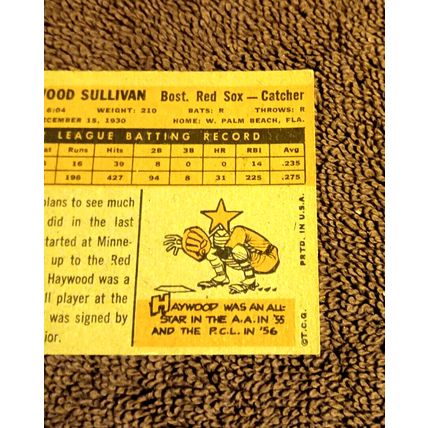 WOOD SULLIVAN Bost. Red Sox — Catcher
6:04 WEIGHT: 210 BATS: R THROWS: R
CEMBER 15, 1930 HOME: W. PALM BEACH, FLA.
LEAGUE BATTING RECORD
Runs Hits 2B 3B HR RBI Avg
16 39 8 0 0 14 .235
196 427 94 8 31 225 .275
plans to see much
did in the last
started at Minne-
up to the Red
Haywood was a
ll player at the
was signed by
jor.
HAYWOOD WAS AN ALL-
STAR IN THE A.A. IN '55
AND THE P.C.L. IN '56
©T.C.G. PRTD. IN U.S.A.